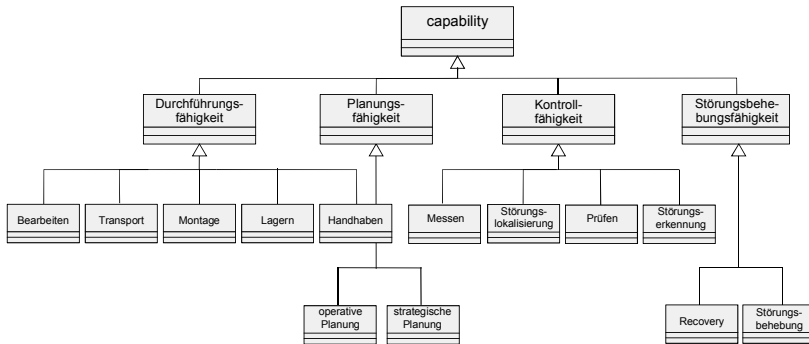 capability
Durchführungs-
fähigkeit
Planungs-
fähigkeit
Kontroll-
fähigkeit
Störungsbehe-
bungsfähigkeit
Bearbeiten
Transport
Montage
Lagern
Handhaben
Messen
Störungs-
lokalisierung
Prüfen
Störungs-
erkennung
operative
Planung
strategische
Planung
Recovery
Störungs-
behebung